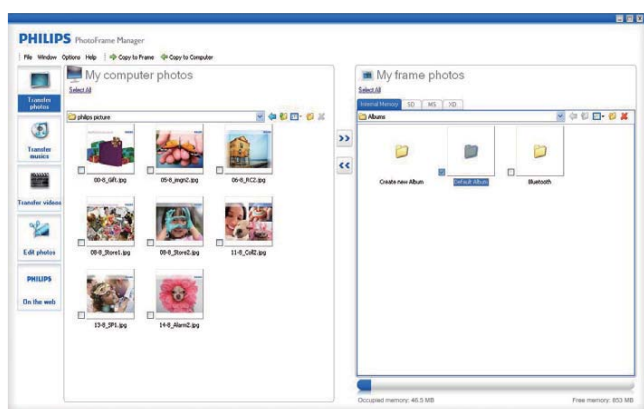 PHILIPS PhotoFrame Manager
File Window Options Help Copy to Frame Copy to Computer
Transfer photos
Transfer musics
Transfer videos
Edit photos
PHILIPS
On the web
My computer photos
Select All
philips picture
00-8_Gift.jpg 05-8_imgn2.jpg 06-8_RC2.jpg
08-8_Store1.jpg 09-8_Store2.jpg 11-8_Coll2.jpg
13-8_SP1.jpg 14-8_Alarm2.jpg
>>
<<
My frame photos
Select All
Internal Memory SD MS XD
Albums
Create new Album Default Album Bluetooth
Occupied memory: 46.5 MB Free memory: 853 MB